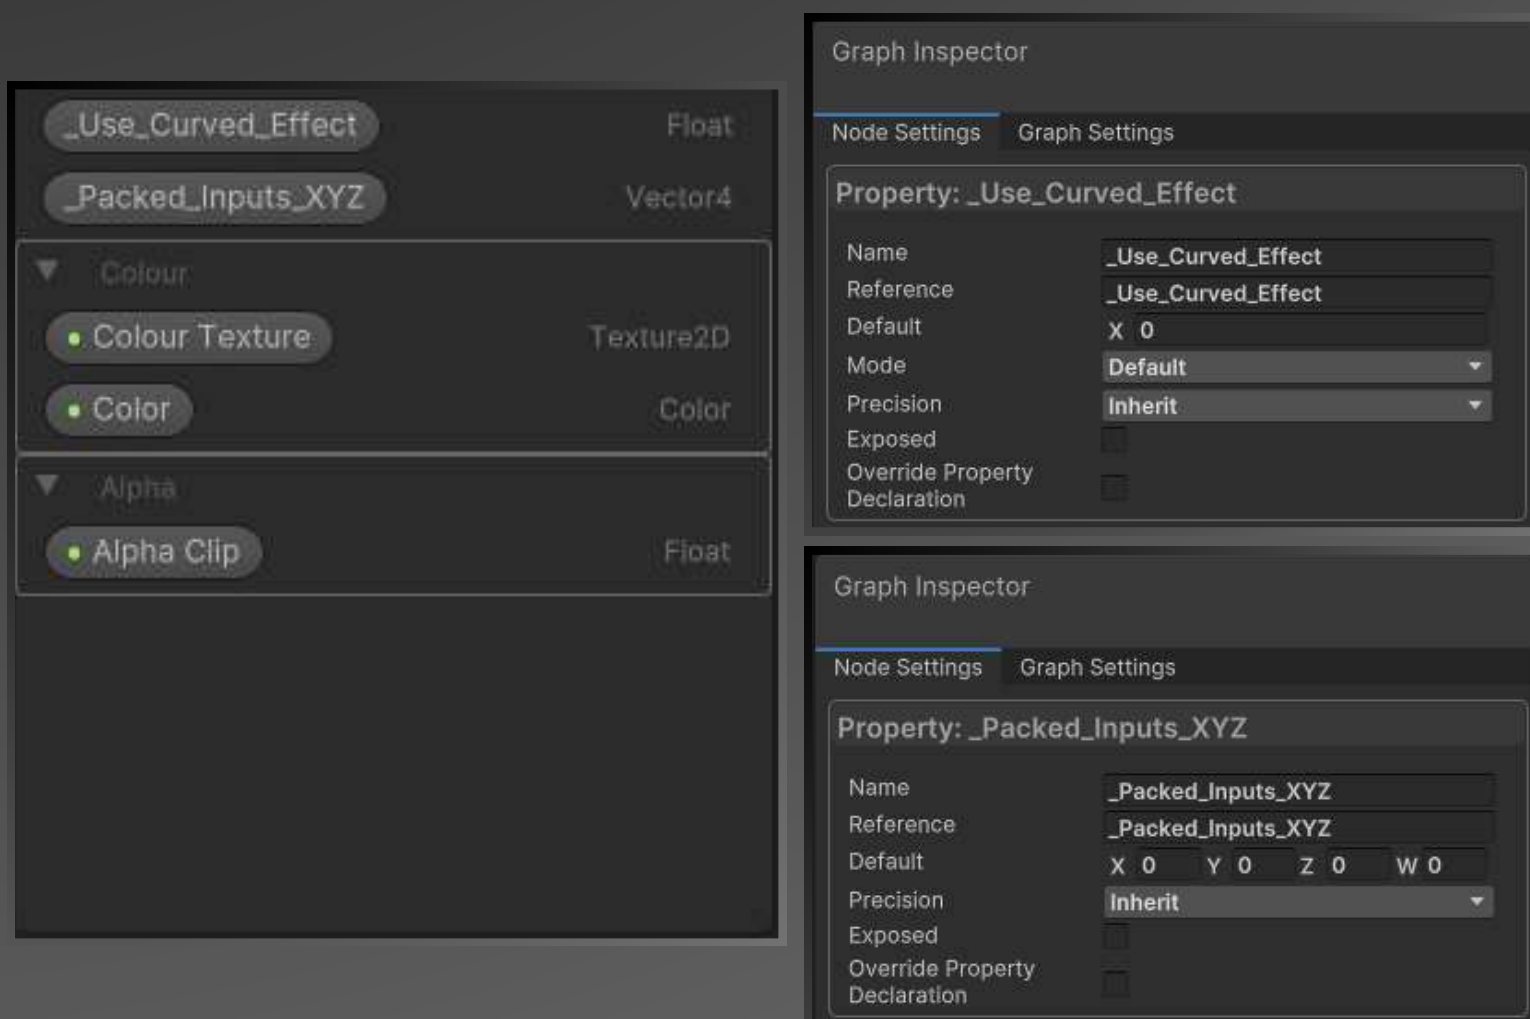 _Use_Curved_Effect Float
_Packed_Inputs_XYZ Vector4
Colour
Colour Texture Texture2D
Color Color
Alpha
Alpha Clip Float
Graph Inspector
Node Settings Graph Settings
Property: _Use_Curved_Effect
Name _Use_Curved_Effect
Reference _Use_Curved_Effect
Default X 0
Mode Default
Precision Inherit
Exposed
Override Property
Declaration
Graph Inspector
Node Settings Graph Settings
Property: _Packed_Inputs_XYZ
Name _Packed_Inputs_XYZ
Reference _Packed_Inputs_XYZ
Default X 0 Y 0 Z 0 W 0
Precision Inherit
Exposed
Override Property
Declaration